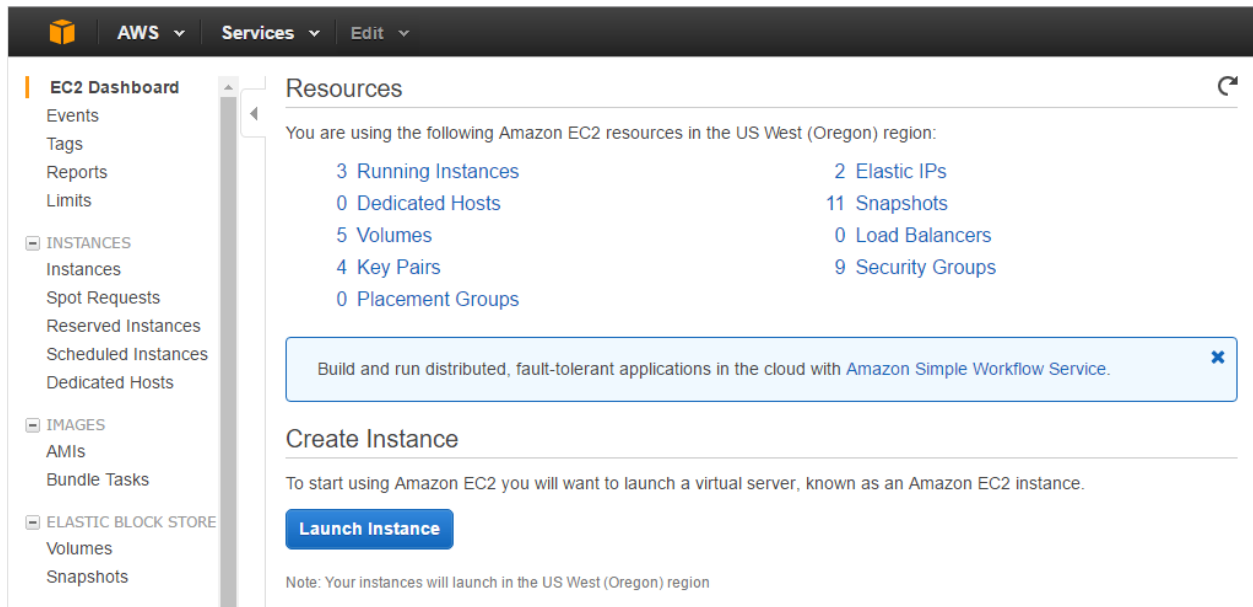 AWS Services Edit
EC2 Dashboard
Events
Tags
Reports
Limits
INSTANCES
Instances
Spot Requests
Reserved Instances
Scheduled Instances
Dedicated Hosts
IMAGES
AMIs
Bundle Tasks
ELASTIC BLOCK STORE
Volumes
Snapshots
Resources
You are using the following Amazon EC2 resources in the US West (Oregon) region:
3 Running Instances
0 Dedicated Hosts
5 Volumes
4 Key Pairs
0 Placement Groups
2 Elastic IPs
11 Snapshots
0 Load Balancers
9 Security Groups
Build and run distributed, fault-tolerant applications in the cloud with Amazon Simple Workflow Service.
Create Instance
To start using Amazon EC2 you will want to launch a virtual server, known as an Amazon EC2 instance.
Launch Instance
Note: Your instances will launch in the US West (Oregon) region